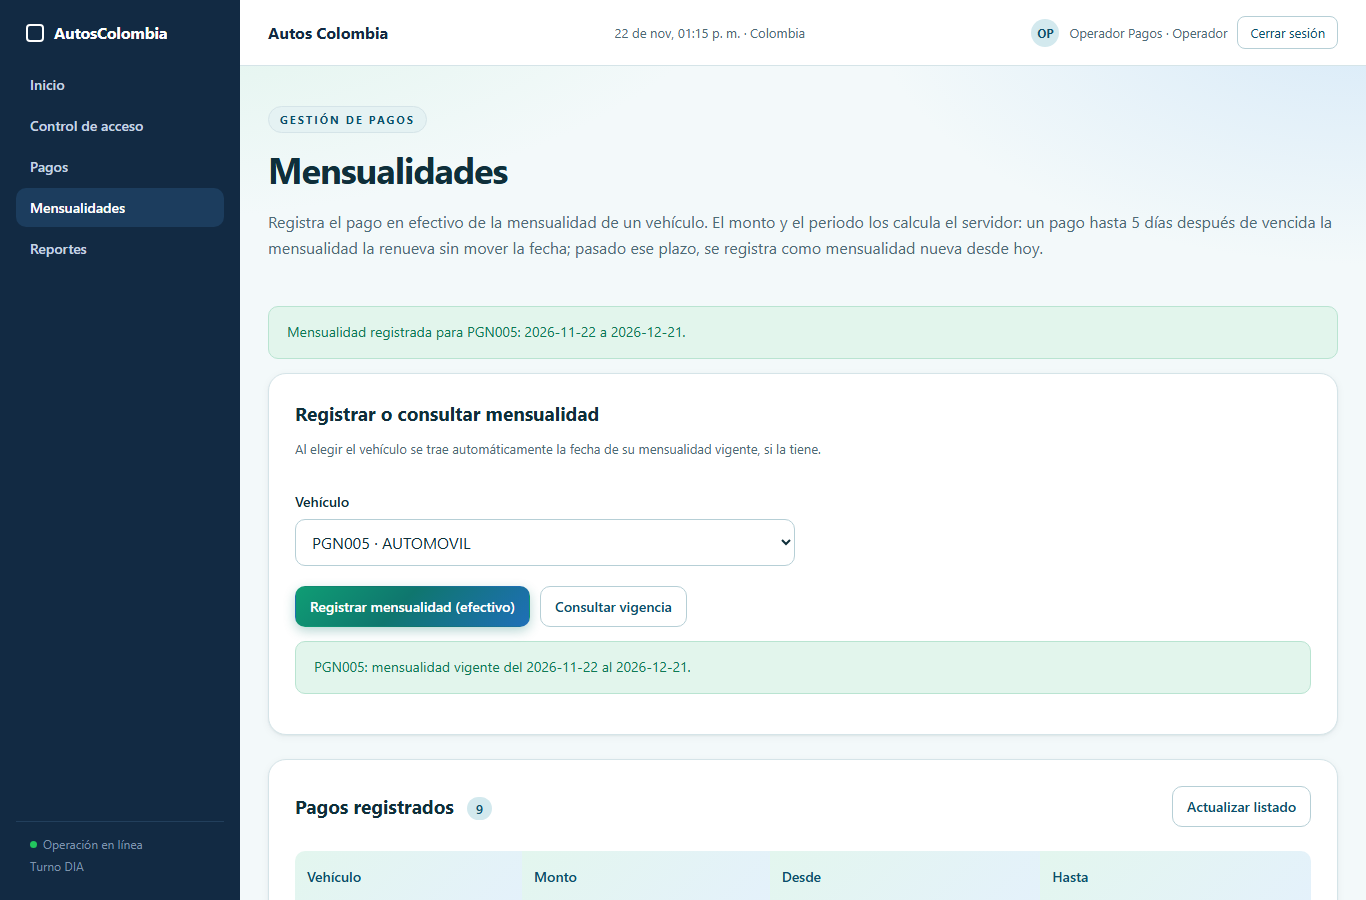 AutosColombia
Inicio
Control de acceso
Pagos
Mensualidades
Reportes
Operación en línea
Turno DIA
Autos Colombia
22 de nov, 01:15 p. m. · Colombia
OP
Operador Pagos · Operador
Cerrar sesión
GESTIÓN DE PAGOS
Mensualidades
Registra el pago en efectivo de la mensualidad de un vehículo. El monto y el periodo los calcula el servidor: un pago hasta 5 días después de vencida la
mensualidad la renueva sin mover la fecha; pasado ese plazo, se registra como mensualidad nueva desde hoy.
Mensualidad registrada para PGN005: 2026-11-22 a 2026-12-21.
Registrar o consultar mensualidad
Al elegir el vehículo se trae automáticamente la fecha de su mensualidad vigente, si la tiene.
Vehículo
PGN005 · AUTOMOVIL
Registrar mensualidad (efectivo)
Consultar vigencia
PGN005: mensualidad vigente del 2026-11-22 al 2026-12-21.
Pagos registrados 9
Actualizar listado
Vehículo Monto Desde Hasta